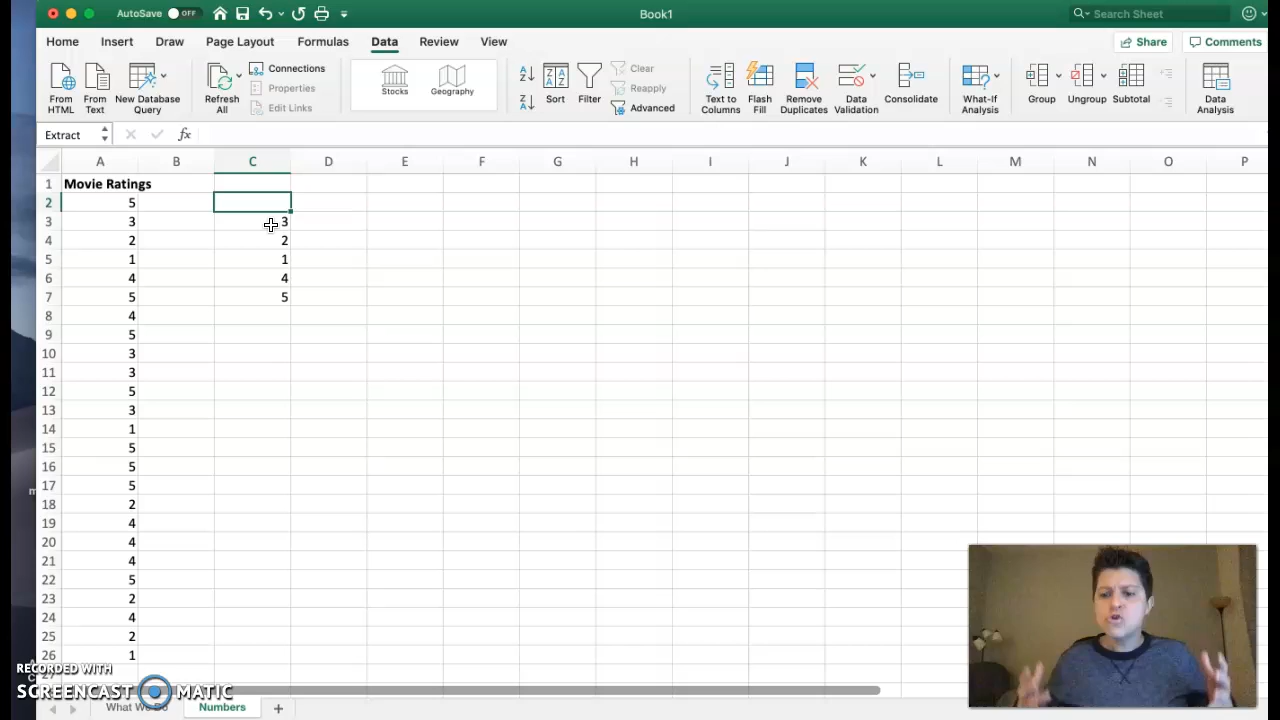 AutoSave OFF
Book1
Search Sheet
Home Insert Draw Page Layout Formulas Data Review View
Share Comments
From HTML
From Text
New Database Query
Refresh All
Connections
Properties
Edit Links
Stocks
Geography
Sort
Filter
Clear
Reapply
Advanced
Text to Columns
Flash Fill
Remove Duplicates
Data Validation
Consolidate
What-If Analysis
Group
Ungroup
Subtotal
Data Analysis
Extract fx
A B C D E F G H I J K L M N O P
1 Movie Ratings
2 5
3 3 3
4 2 2
5 1 1
6 4 4
7 5 5
8 4
9 5
10 3
11 3
12 5
13 3
14 1
15 5
16 5
17 5
18 2
19 4
20 4
21 4
22 5
23 2
24 4
25 2
26 1
RECORDED WITH
SCREENCAST MATIC
What We Do Numbers